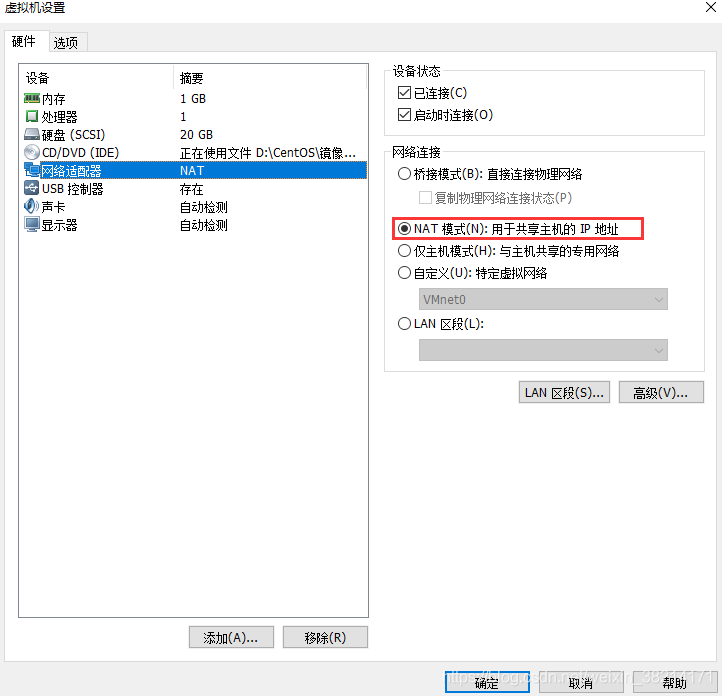 虚拟机设置
硬件 选项
设备 摘要
内存 1 GB
处理器 1
硬盘 (SCSI) 20 GB
CD/DVD (IDE) 正在使用文件 D:\CentOS\镜像...
网络适配器 NAT
USB 控制器 存在
声卡 自动检测
显示器 自动检测
添加(A)... 移除(R)
设备状态
已连接(C)
启动时连接(O)
网络连接
桥接模式(B): 直接连接物理网络
复制物理网络连接状态(P)
NAT 模式(N): 用于共享主机的 IP 地址
仅主机模式(H): 与主机共享的专用网络
自定义(U): 特定虚拟网络
VMnet0
LAN 区段(L):
LAN 区段(S)... 高级(V)...
确定 取消 帮助